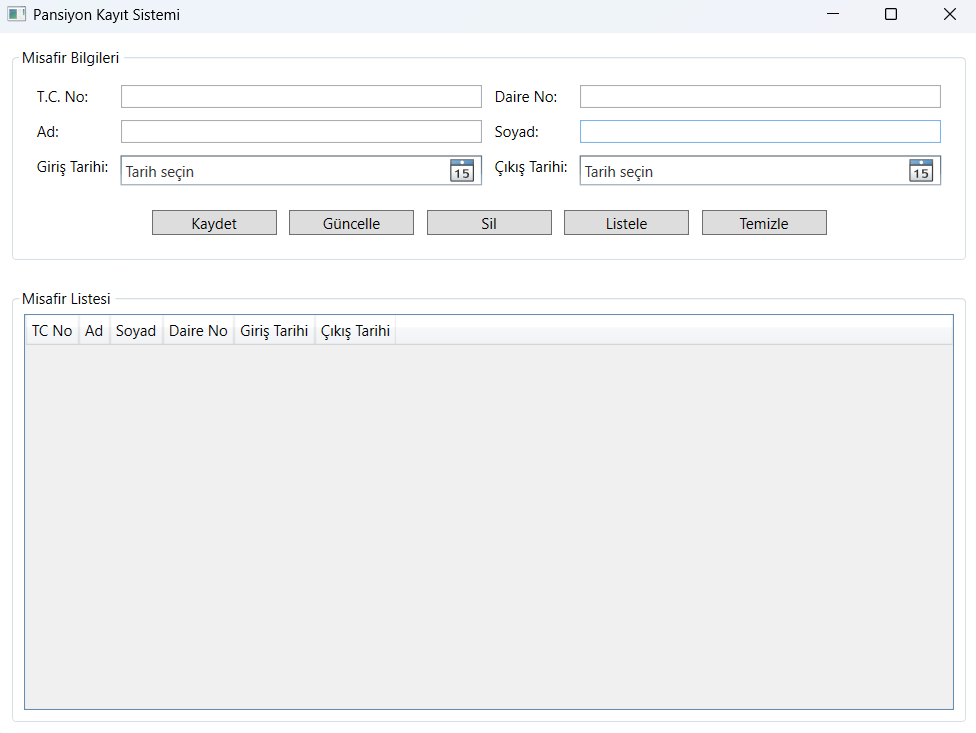 Pansiyon Kayıt Sistemi
Misafir Bilgileri
T.C. No: Daire No:
Ad: Soyad:
Giriş Tarihi: Tarih seçin 15 Çıkış Tarihi: Tarih seçin 15
Kaydet Güncelle Sil Listele Temizle
Misafir Listesi
TC No Ad Soyad Daire No Giriş Tarihi Çıkış Tarihi